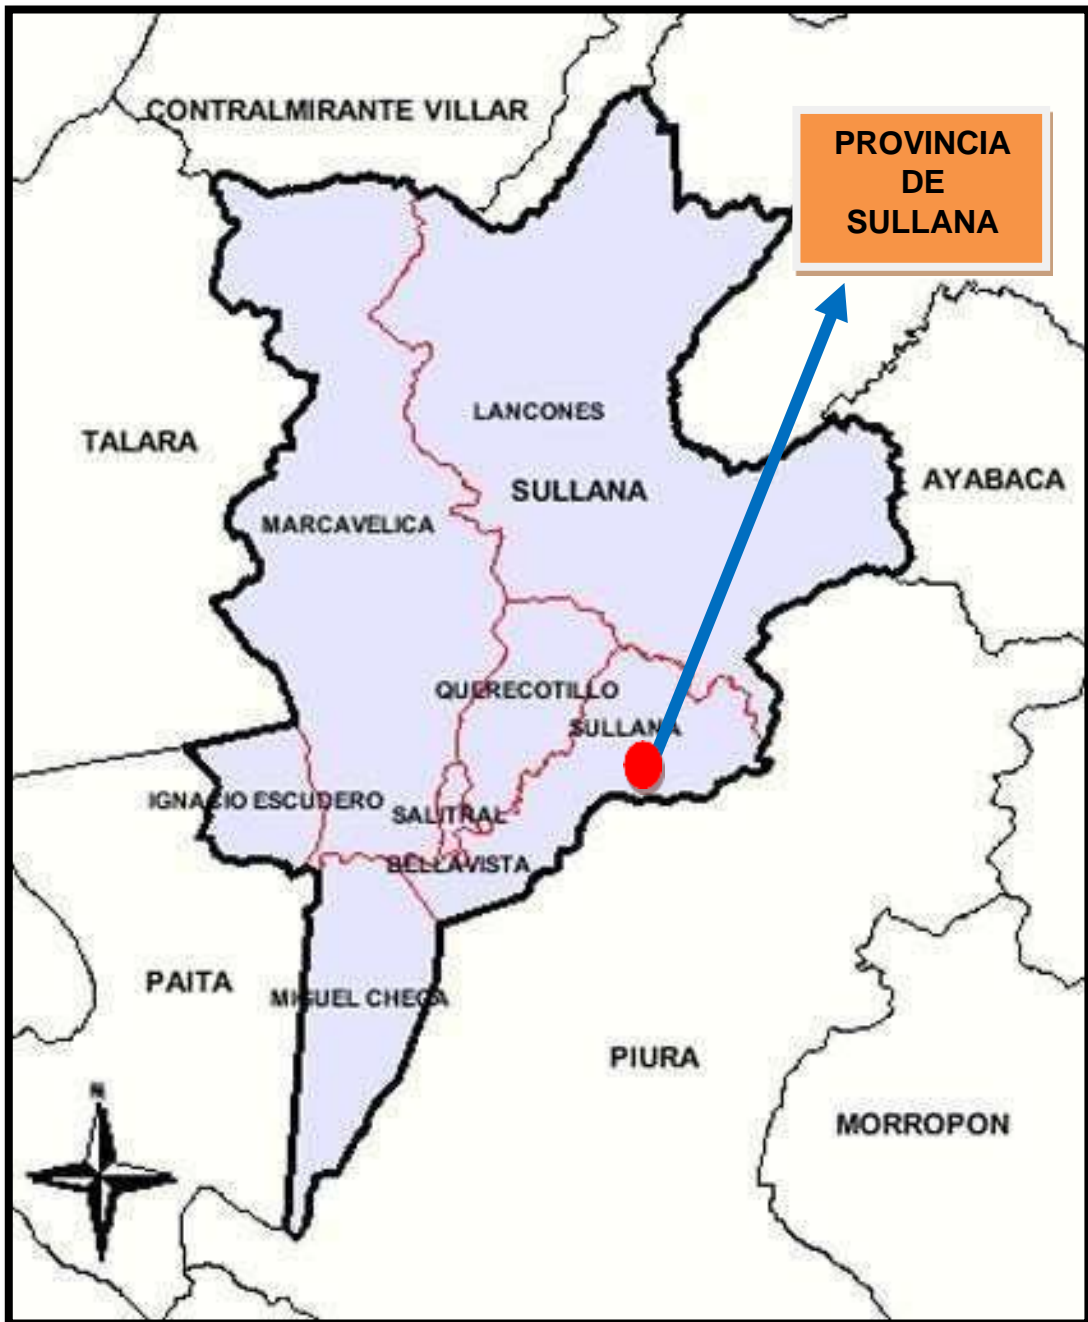 CONTRALMIRANTE VILLAR
PROVINCIA
DE
SULLANA
LANCONES
TALARA
SULLANA
AYABACA
MARCAVELICA
QUERECOTILLO
SULLANA
IGNACIO ESCUDERO
SALITRAL
BELLAVISTA
PAITA
MIGUEL CHECA
PIURA
N
MORROPON